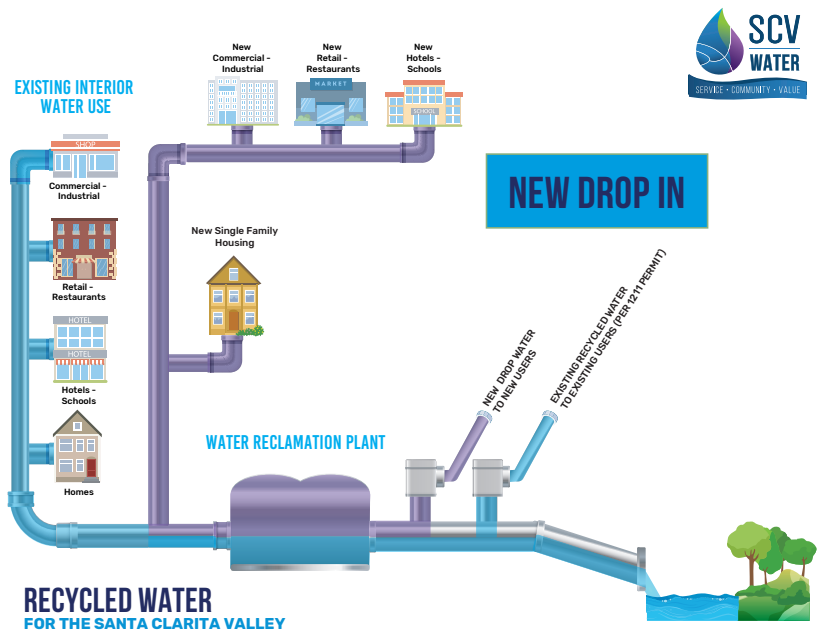 SCV
WATER
SERVICE • COMMUNITY • VALUE
New
Commercial -
Industrial
New
Retail -
Restaurants
New
Hotels -
Schools
MARKET
SCHOOL
EXISTING INTERIOR
WATER USE
SHOP
Commercial -
Industrial
Retail -
Restaurants
HOTEL
HOTEL
Hotels -
Schools
Homes
NEW DROP IN
New Single Family
Housing
NEW DROP WATER
TO NEW USERS
EXISTING RECYCLED WATER
TO EXISTING USERS (PER 1211 PERMIT)
WATER RECLAMATION PLANT
RECYCLED WATER
FOR THE SANTA CLARITA VALLEY